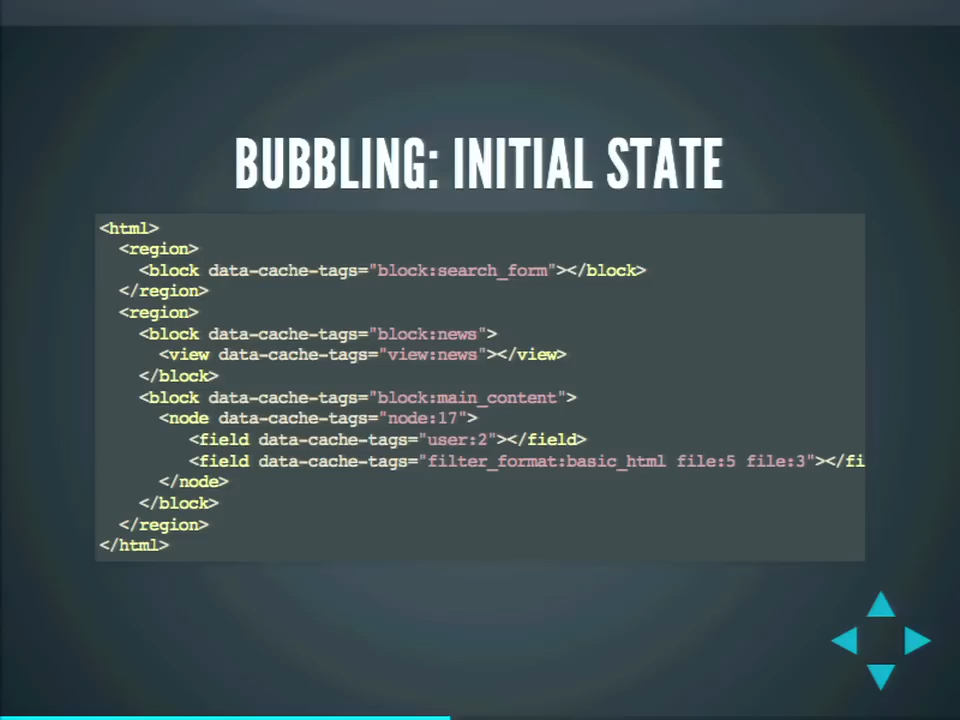 BUBBLING: INITIAL STATE
<html>
  <region>
    <block data-cache-tags="block:search_form"></block>
  </region>
  <region>
    <block data-cache-tags="block:news">
      <view data-cache-tags="view:news"></view>
    </block>
    <block data-cache-tags="block:main_content">
      <node data-cache-tags="node:17">
         <field data-cache-tags="user:2"></field>
         <field data-cache-tags="filter_format:basic_html file:5 file:3"></fi
      </node>
    </block>
  </region>
</html>